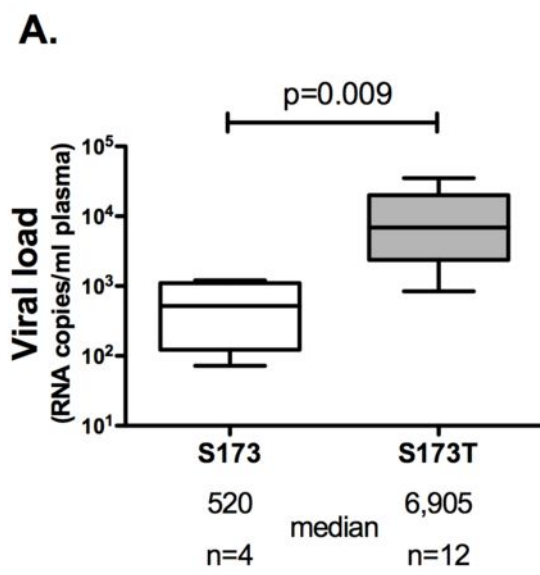 A.
p=0.009
Viral load
(RNA copies/ml plasma)
10⁵
10⁴
10³
10²
10¹
S173 S173T
520 6,905
median
n=4 n=12